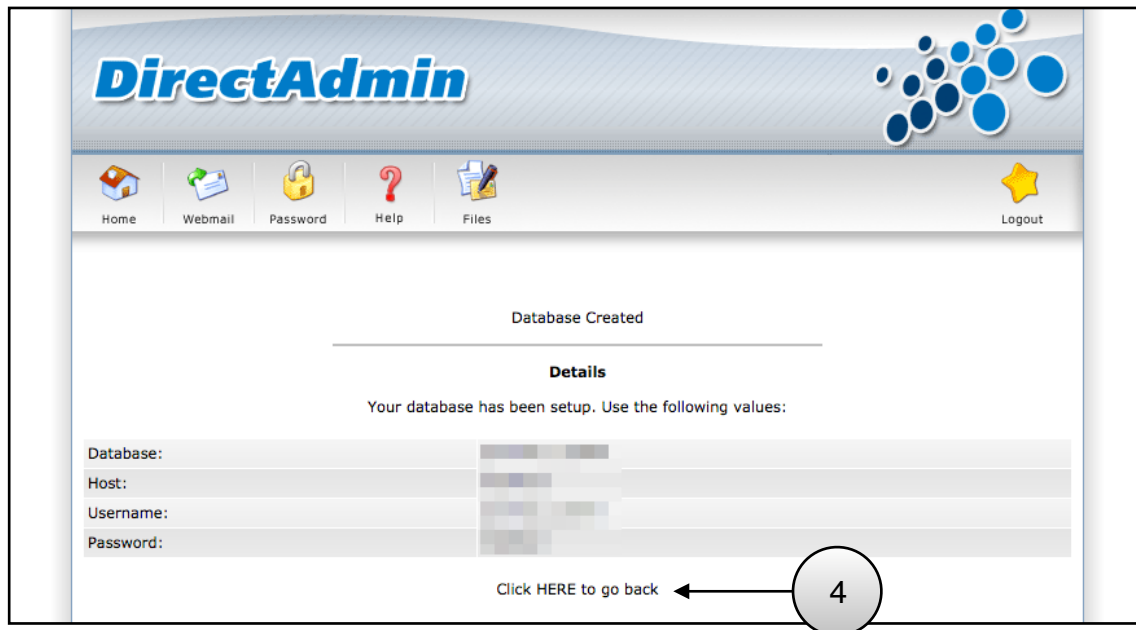 DirectAdmin
Home Webmail Password Help Files Logout
Database Created
Details
Your database has been setup. Use the following values:
Database:
Host:
Username:
Password:
Click HERE to go back
4